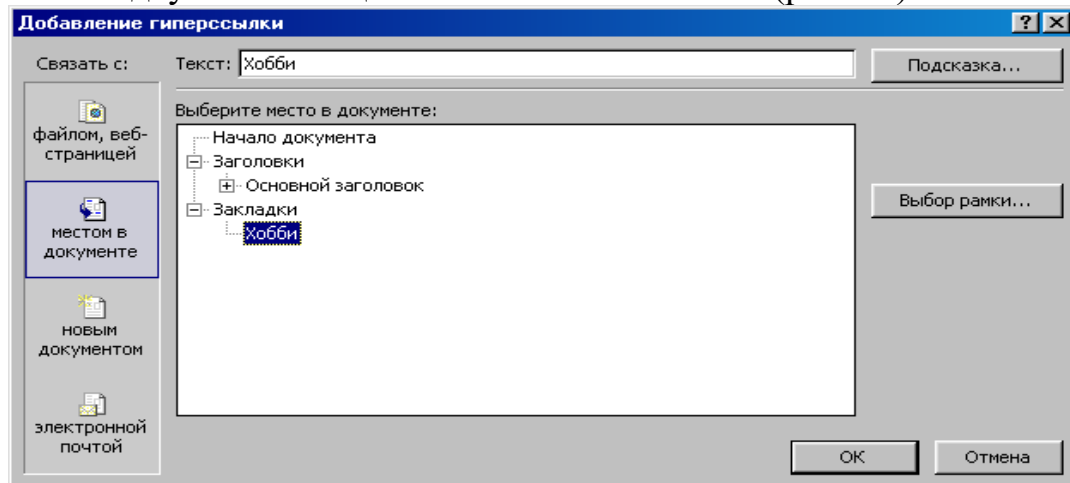 Добавление гиперссылки
Связать с:
Текст: Хобби
Подсказка...
Выберите место в документе:
файлом, веб-
страницей
Начало документа
Заголовки
Основной заголовок
Закладки
Хобби
Выбор рамки...
местом в
документе
новым
документом
электронной
почтой
ОК
Отмена